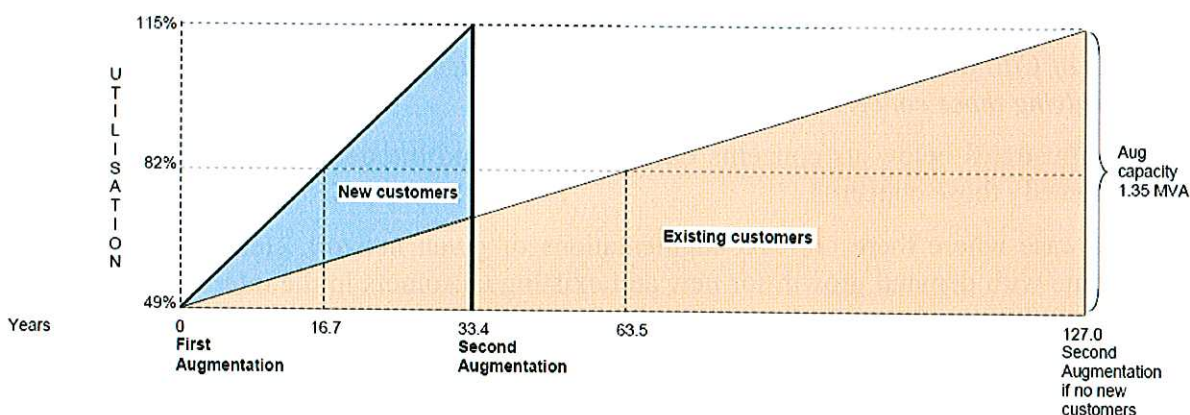 115%
UTILISATION
82%
New customers
Existing customers
Aug
capacity
1.35 MVA
49%
Years
0
16.7
33.4
63.5
127.0
First
Augmentation
Second
Augmentation
Second
Augmentation
if no new
customers